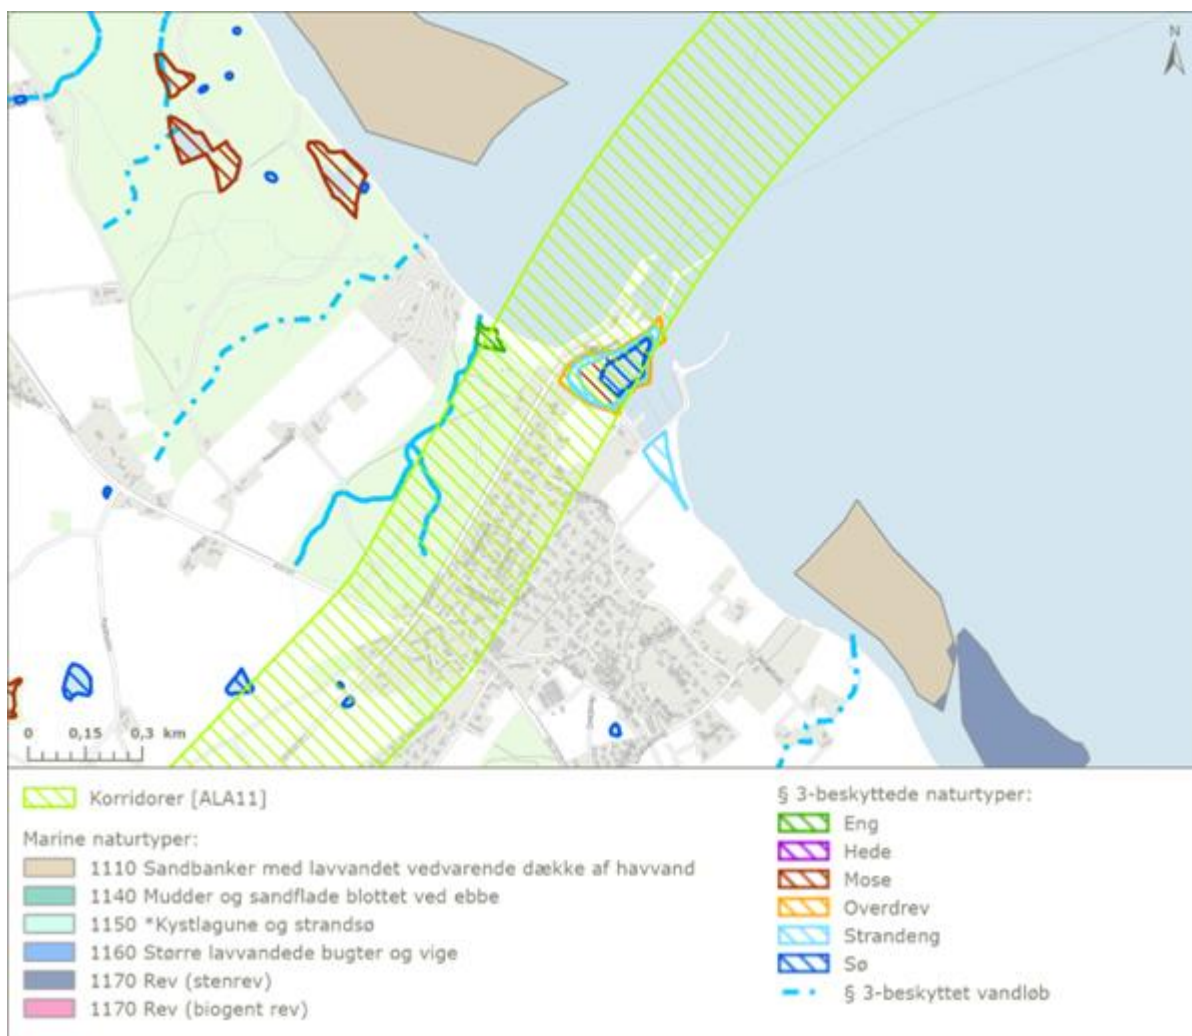 N
0 0,15 0,3 km
Korridorer [ALA11]
Marine naturtyper:
1110 Sandbanker med lavvandet vedvarende dække af havvand
1140 Mudder og sandflade blottet ved ebbe
1150 *Kystlagune og strandsø
1160 Større lavvandede bugter og vige
1170 Rev (stenrev)
1170 Rev (biogent rev)
§ 3-beskyttede naturtyper:
Eng
Hede
Mose
Overdrev
Strandeng
Sø
§ 3-beskyttet vandløb